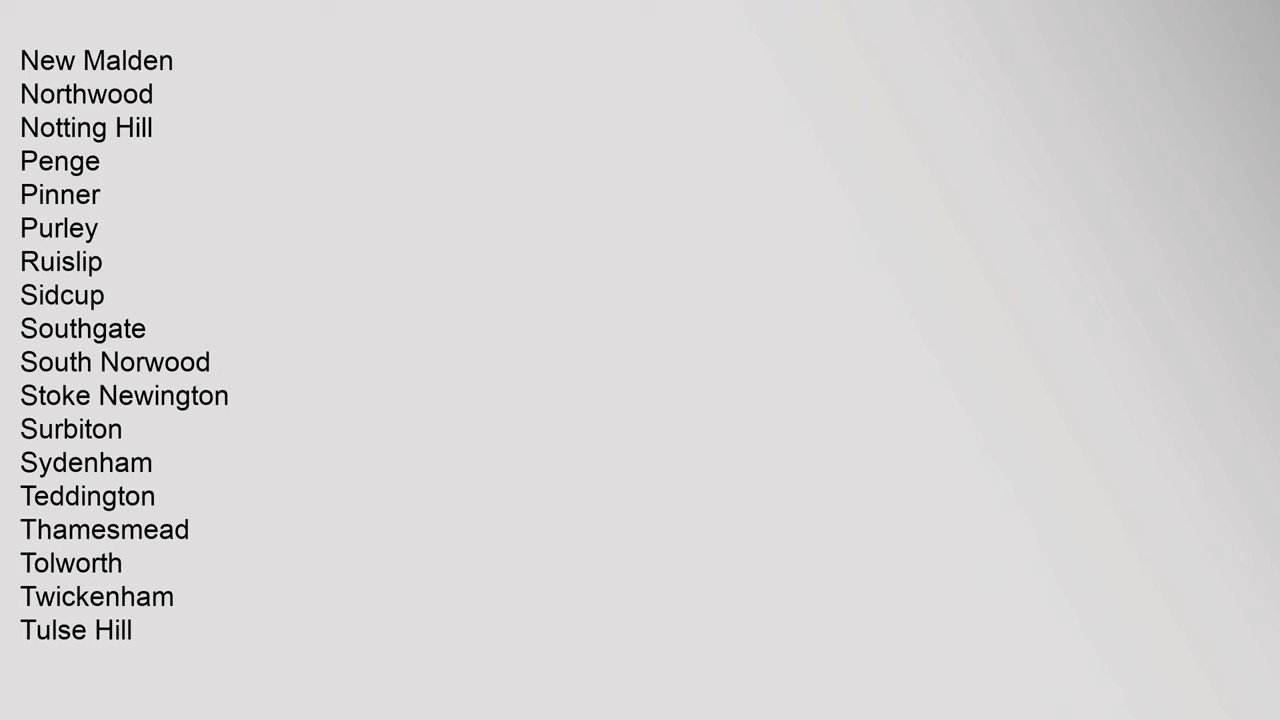 New Malden
Northwood
Notting Hill
Penge
Pinner
Purley
Ruislip
Sidcup
Southgate
South Norwood
Stoke Newington
Surbiton
Sydenham
Teddington
Thamesmead
Tolworth
Twickenham
Tulse Hill